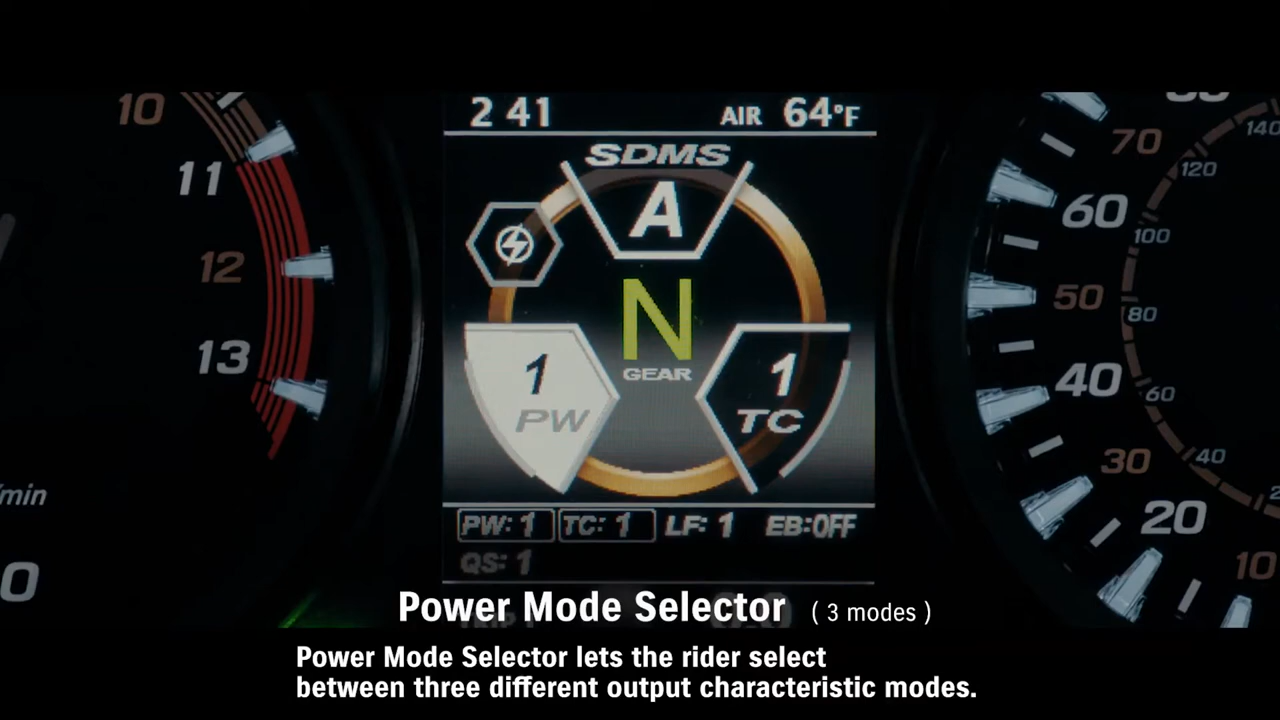 2 41 AIR 64°F
SDMS
A
N
GEAR
1
PW
1
TC
PW: 1 TC: 1 LF: 1 EB:OFF
QS: 1
10
11
12
13
/min
0
70
60
50
40
30
20
10
140
120
100
80
60
40
Power Mode Selector ( 3 modes )
Power Mode Selector lets the rider select
between three different output characteristic modes.